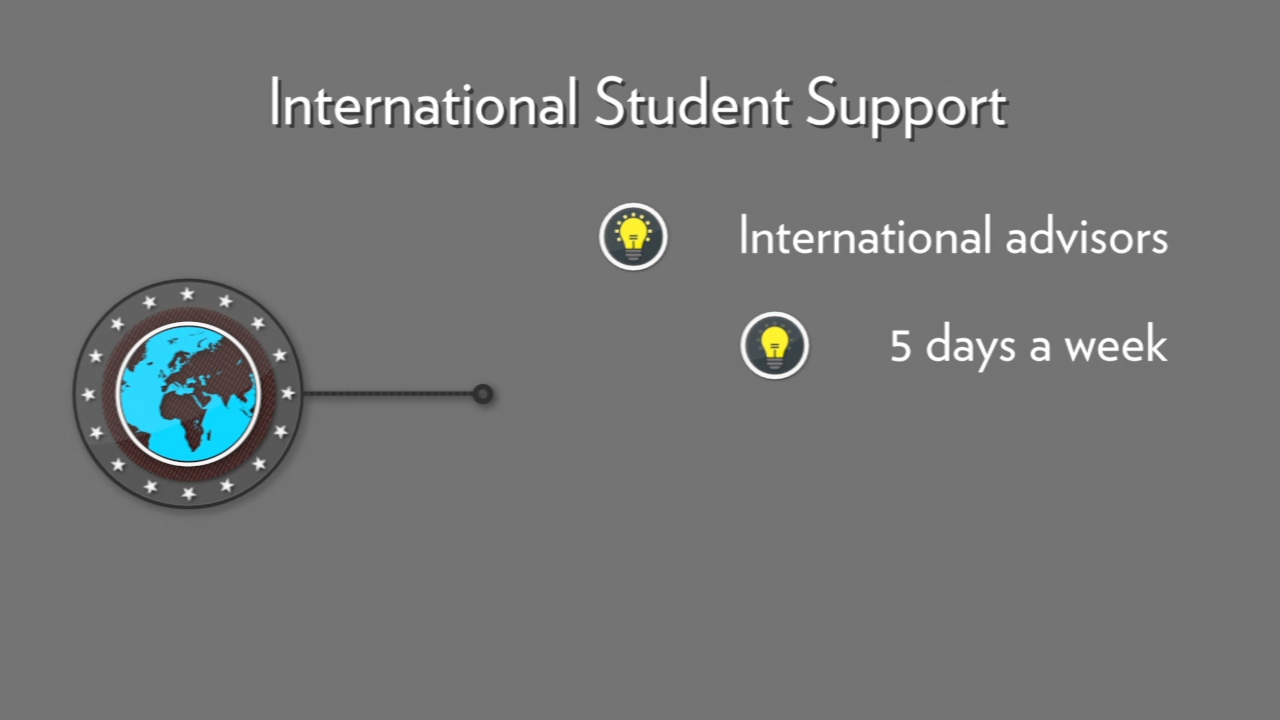 International Student Support
International advisors
5 days a week